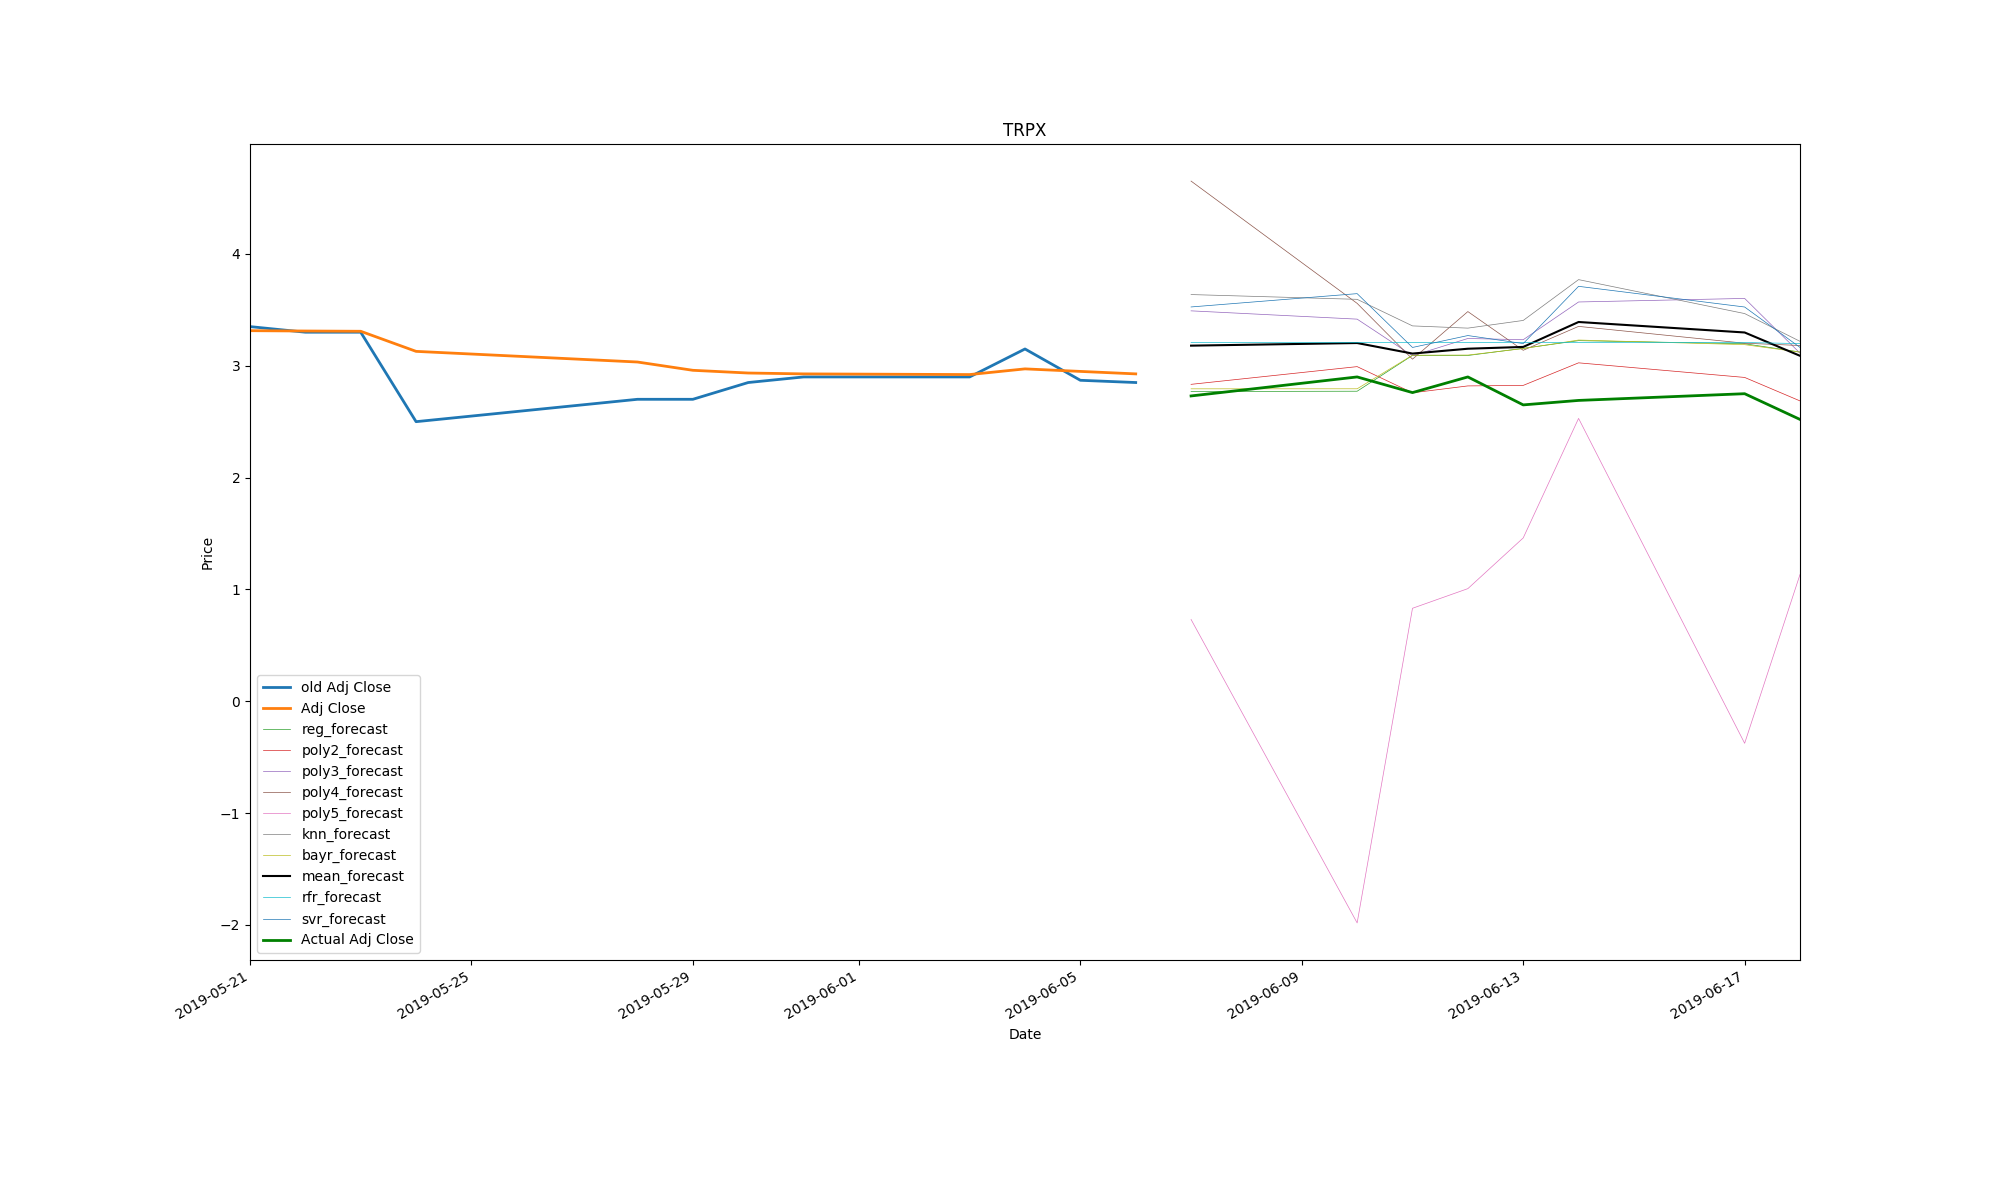 TRPX
4
3
2
1
0
−1
−2
Price
old Adj Close
Adj Close
reg_forecast
poly2_forecast
poly3_forecast
poly4_forecast
poly5_forecast
knn_forecast
bayr_forecast
mean_forecast
rfr_forecast
svr_forecast
Actual Adj Close
2019-05-21
2019-05-25
2019-05-29
2019-06-01
2019-06-05
2019-06-09
2019-06-13
2019-06-17
Date